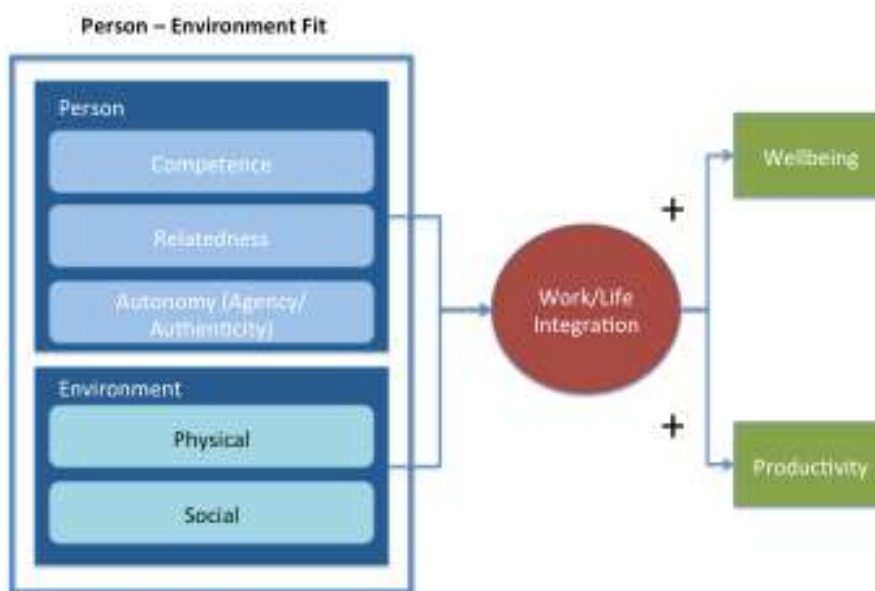 Person – Environment Fit
Person
Competence
Relatedness
Autonomy (Agency/
Authenticity)
Environment
Physical
Social
Work/Life
Integration
+
+
Wellbeing
Productivity